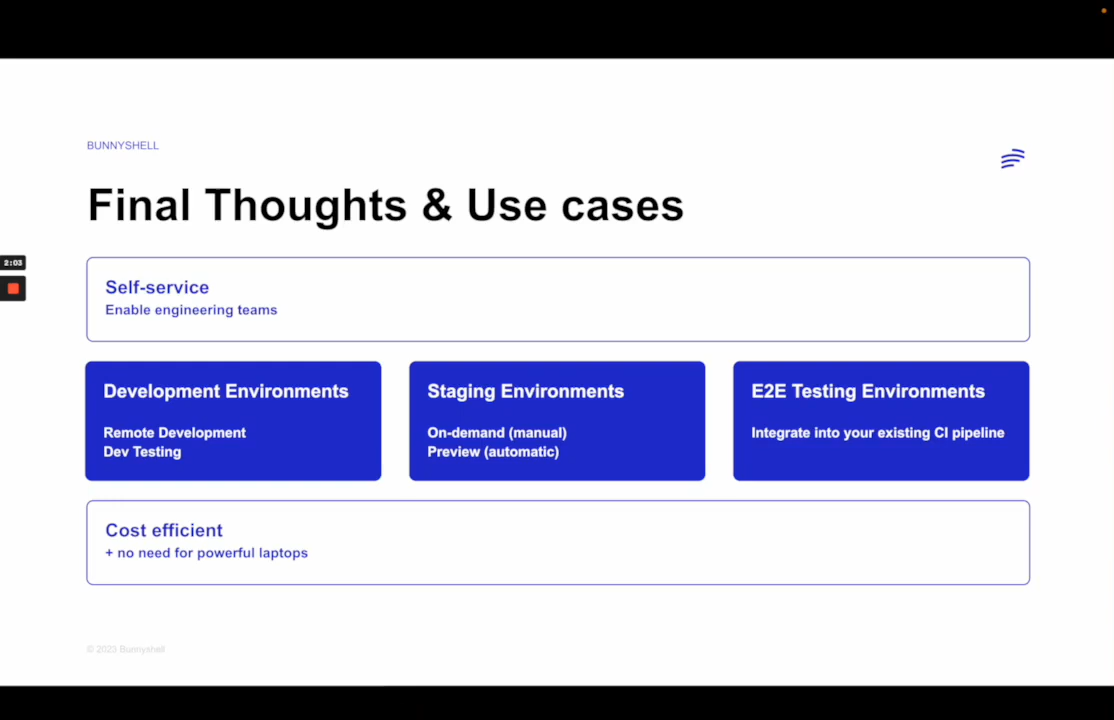 BUNNYSHELL
Final Thoughts & Use cases
2:03
Self-service
Enable engineering teams
Development Environments
Remote Development
Dev Testing
Staging Environments
On-demand (manual)
Preview (automatic)
E2E Testing Environments
Integrate into your existing CI pipeline
Cost efficient
+ no need for powerful laptops
© 2023 Bunnyshell